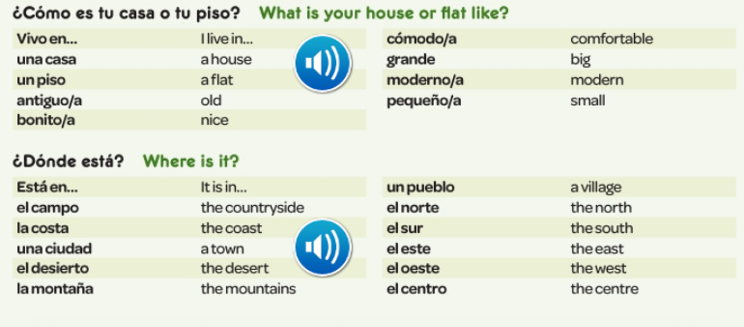 ¿Cómo es tu casa o tu piso? What is your house or flat like?
Vivo en... I live in...
una casa a house
un piso a flat
antiguo/a old
bonito/a nice
cómodo/a comfortable
grande big
moderno/a modern
pequeño/a small
¿Dónde está? Where is it?
Está en... It is in...
el campo the countryside
la costa the coast
una ciudad a town
el desierto the desert
la montaña the mountains
un pueblo a village
el norte the north
el sur the south
el este the east
el oeste the west
el centro the centre